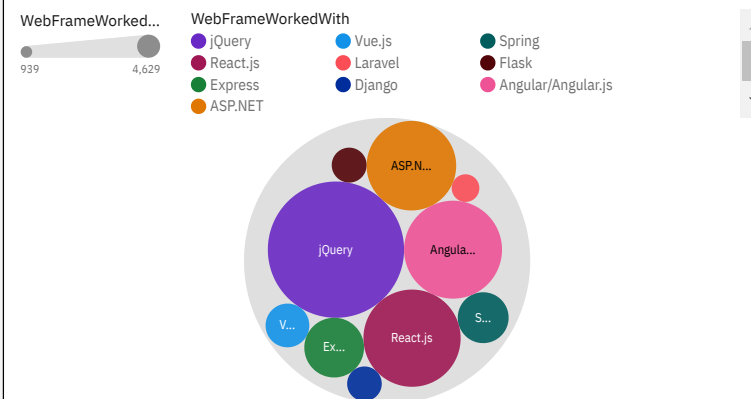 WebFrameWorked...
939
4,629
WebFrameWorkedWith
jQuery
Vue.js
Spring
React.js
Laravel
Flask
Express
Django
Angular/Angular.js
ASP.NET
ASP.N...
jQuery
Angula...
V...
S...
Ex...
React.js